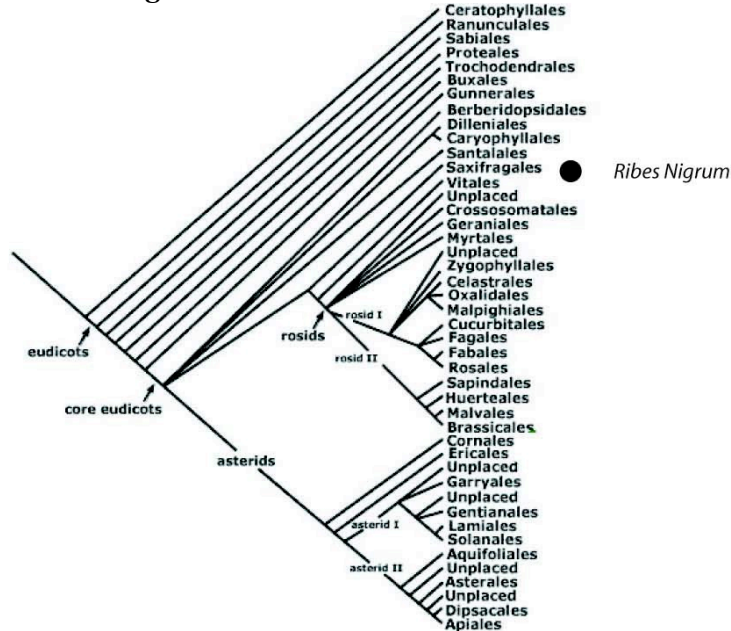 Ceratophyllales
Ranunculales
Sabiales
Proteales
Trochodendrales
Buxales
Gunnerales
Berberidopsidales
Dilleniales
Caryophyllales
Santalales
Saxifragales
Ribes Nigrum
Vitales
Unplaced
Crossosomatales
Geraniales
Myrtales
Unplaced
Zygophyllales
Celastrales
Oxalidales
Malpighiales
Cucurbitales
Fagales
Fabales
Rosales
Sapindales
Huerteales
Malvales
Brassicales
Cornales
Ericales
Unplaced
Garryales
Unplaced
Gentianales
Lamiales
Solanales
Aquifoliales
Unplaced
Asterales
Unplaced
Dipsacales
Apiales
eudicots
core eudicots
rosids
rosid I
rosid II
asterids
asterid I
asterid II